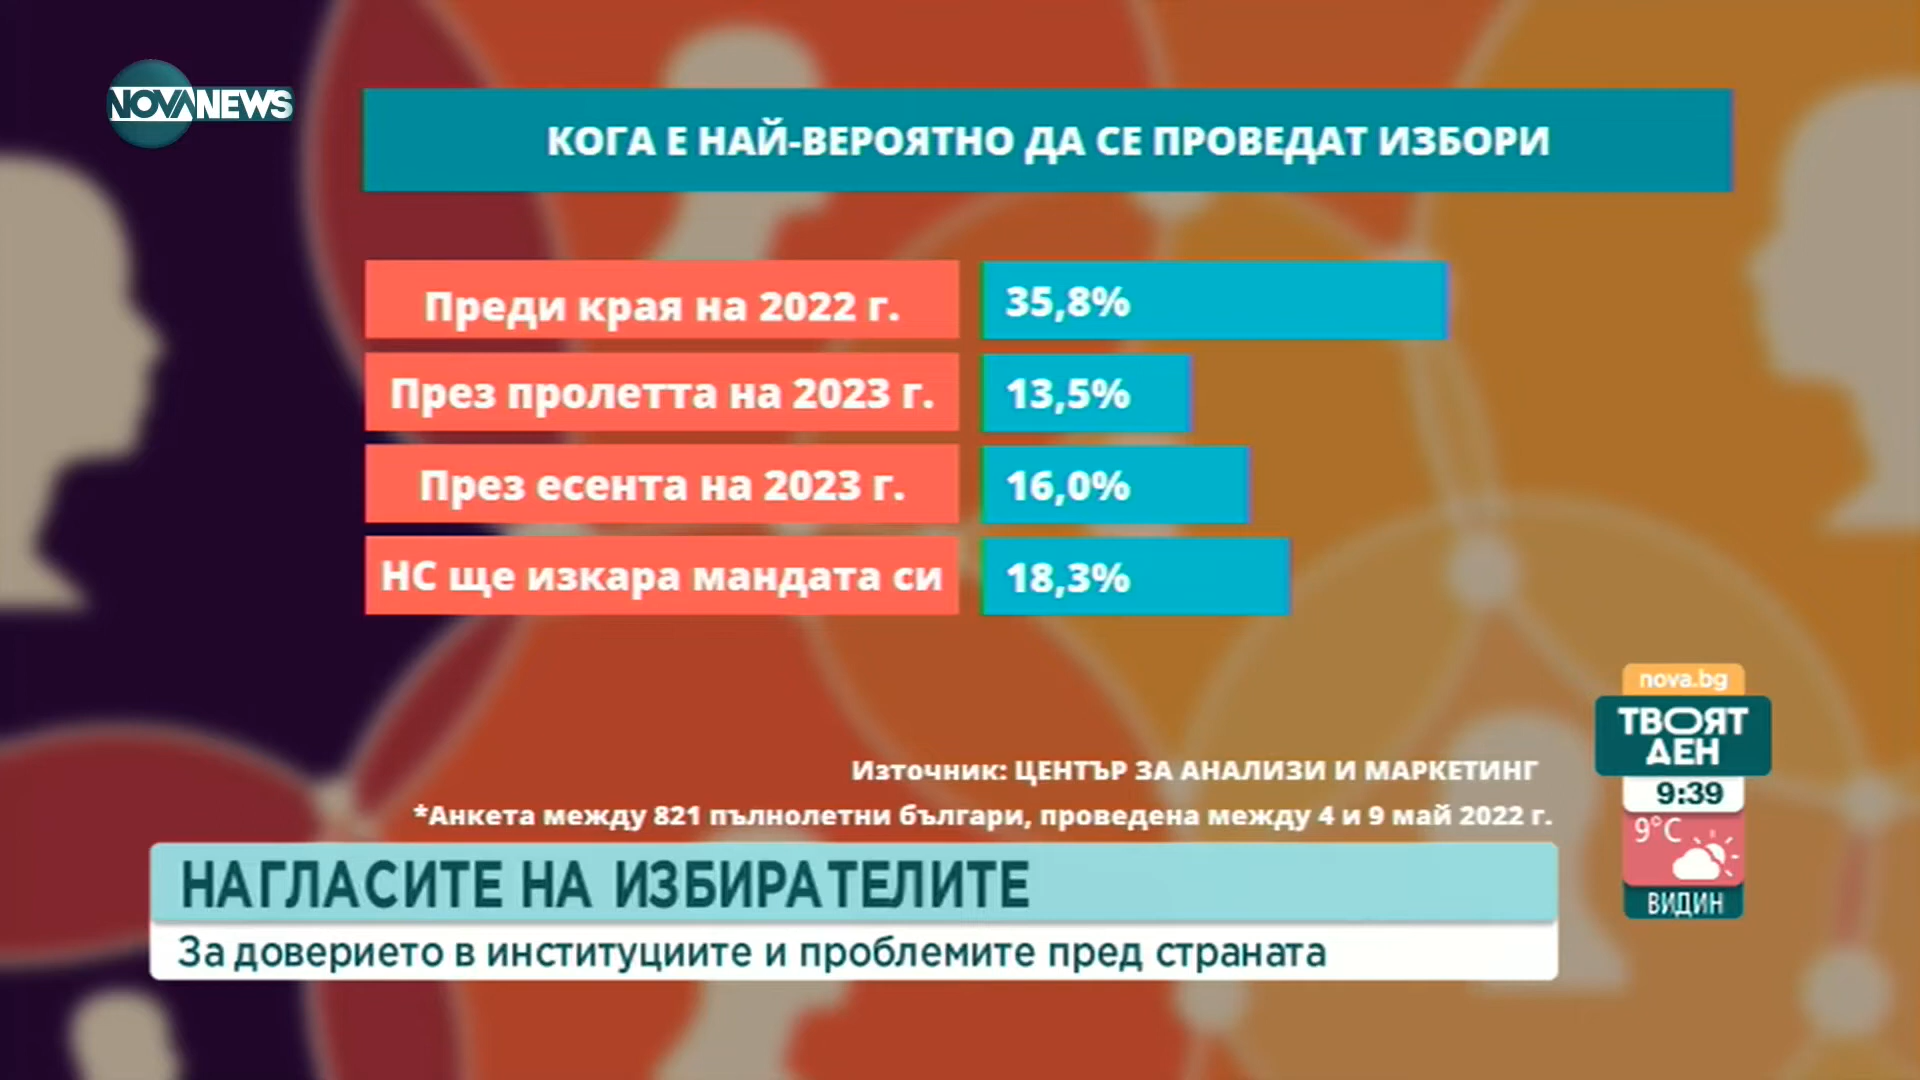 NOVANEWS
КОГА Е НАЙ-ВЕРОЯТНО ДА СЕ ПРОВЕДАТ ИЗБОРИ
Преди края на 2022 г.
35,8%
През пролетта на 2023 г.
13,5%
През есента на 2023 г.
16,0%
НС ще изкара мандата си
18,3%
Източник: ЦЕНТЪР ЗА АНАЛИЗИ И МАРКЕТИНГ
*Анкета между 821 пълнолетни българи, проведена между 4 и 9 май 2022 г.
НАГЛАСИТЕ НА ИЗБИРАТЕЛИТЕ
За доверието в институциите и проблемите пред страната
nova.bg
ТВОЯТ
ДЕН
9:39
9°C
ВИДИН